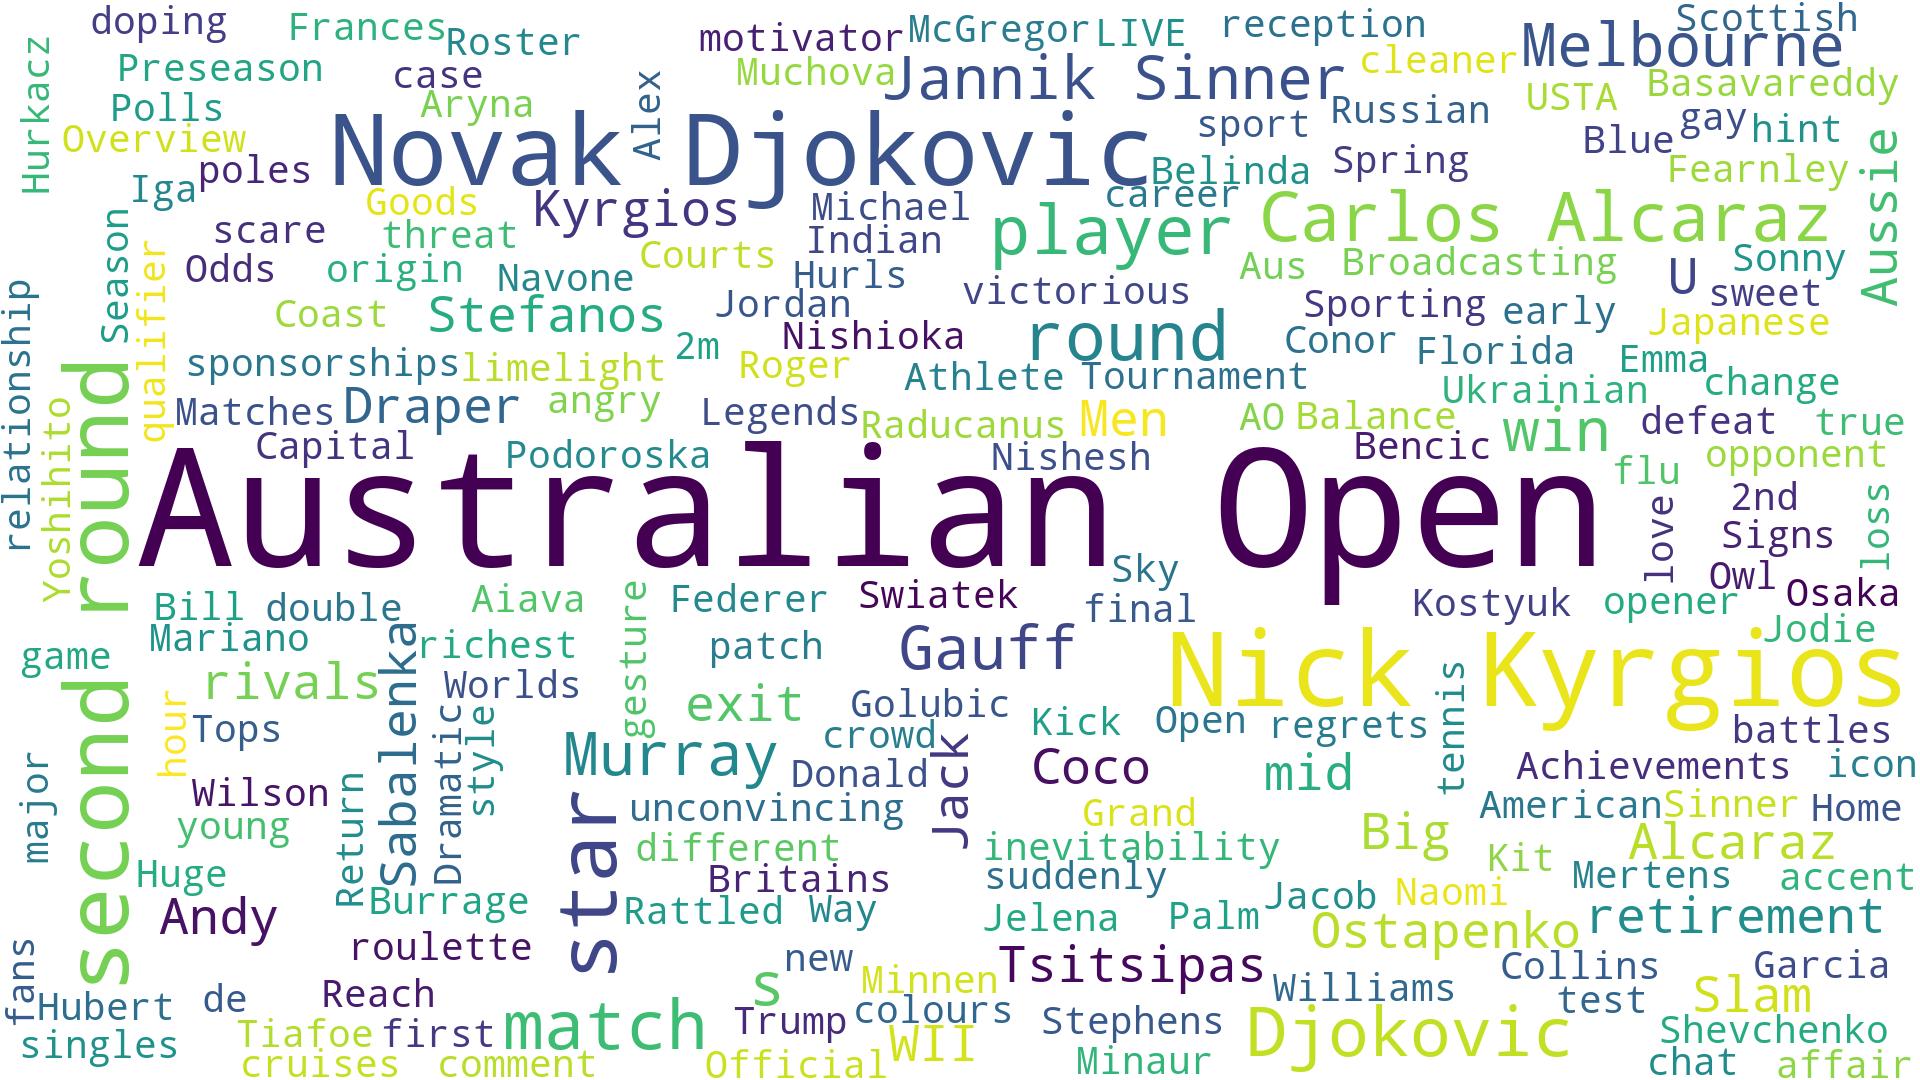 doping
Frances
Roster
motivator
McGregor
LIVE
reception
Scottish
Melbourne
Hurkacz
Preseason
case
Alex
Muchova
Jannik Sinner
cleaner
USTA
Basavareddy
Polls
Aryna
Novak Djokovic
Russian
sport
Blue
gay
hint
Overview
poles
Belinda
Spring
Fearnley
Aussie
Iga
Goods
Kyrgios
Michael
career
player
Carlos Alcaraz
Season
scare
threat
Indian
Courts
Odds
origin
Navone
Hurls
Aus
Broadcasting
U
Sonny
qualifier
relationship
Coast
Stefanos
Jordan
victorious
Sporting
early
sweet
Nishioka
round
Conor
Florida
Japanese
sponsorships
limelight
2m
Roger
Athlete
Tournament
Emma
second round
Yoshihito
Matches
Draper
angry
Legends
Raducanus
Men
AO
Balance
Ukrainian
change
Capital
Podoroska
Nishesh
Bencic
win
defeat
true
Australian Open
flu
opponent
love
2nd
loss
Signs
Sky
Owl
Bill
double
Aiava
gesture
Federer
Swiatek
final
Kostyuk
opener
Osaka
Mariano
Sabalenka
richest
patch
Gauff
Nick Kyrgios
Jodie
game
rivals
Worlds
exit
Golubic
tennis
hour
Tops
Dramatic
style
Murray
crowd
Kick
Open
regrets
battles
major
Wilson
Return
star
Donald
Jack
Coco
mid
Achievements
icon
young
unconvincing
Grand
American
Sinner
Home
different
inevitability
Big
Alcaraz
Huge
Britains
suddenly
Kit
Mertens
accent
Andy
Burrage
Rattled
Way
Jelena
Palm
Jacob
Naomi
retirement
roulette
Ostapenko
fans
new
Tsitsipas
Collins
Garcia
Hubert
de
Reach
s
Minnen
Williams
test
Slam
singles
Tiafoe
first
match
Trump
colours
Stephens
Djokovic
Shevchenko
cruises
comment
Official
WII
Minaur
chat
affair